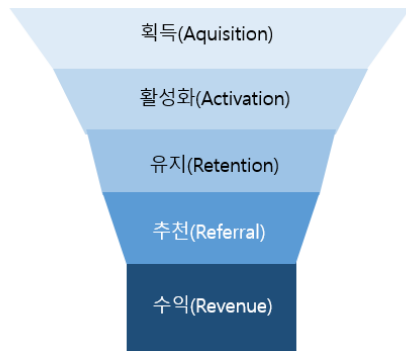 획득(Aquisition)
활성화(Activation)
유지(Retention)
추천(Referral)
수익(Revenue)